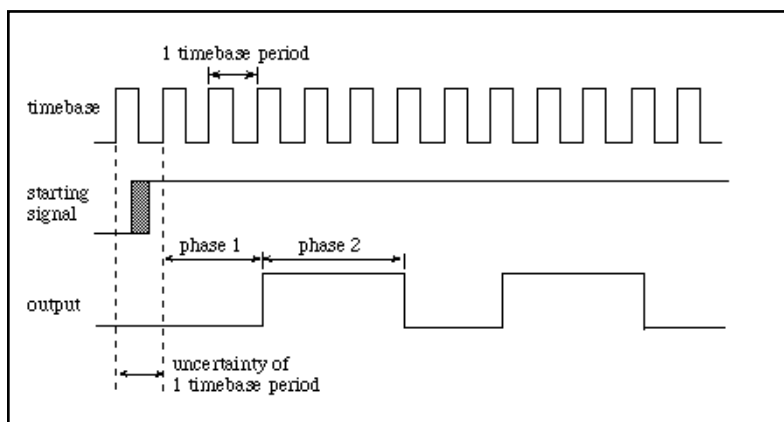 1 timebase period
timebase
starting
signal
phase 1
phase 2
output
uncertainty of
1 timebase period